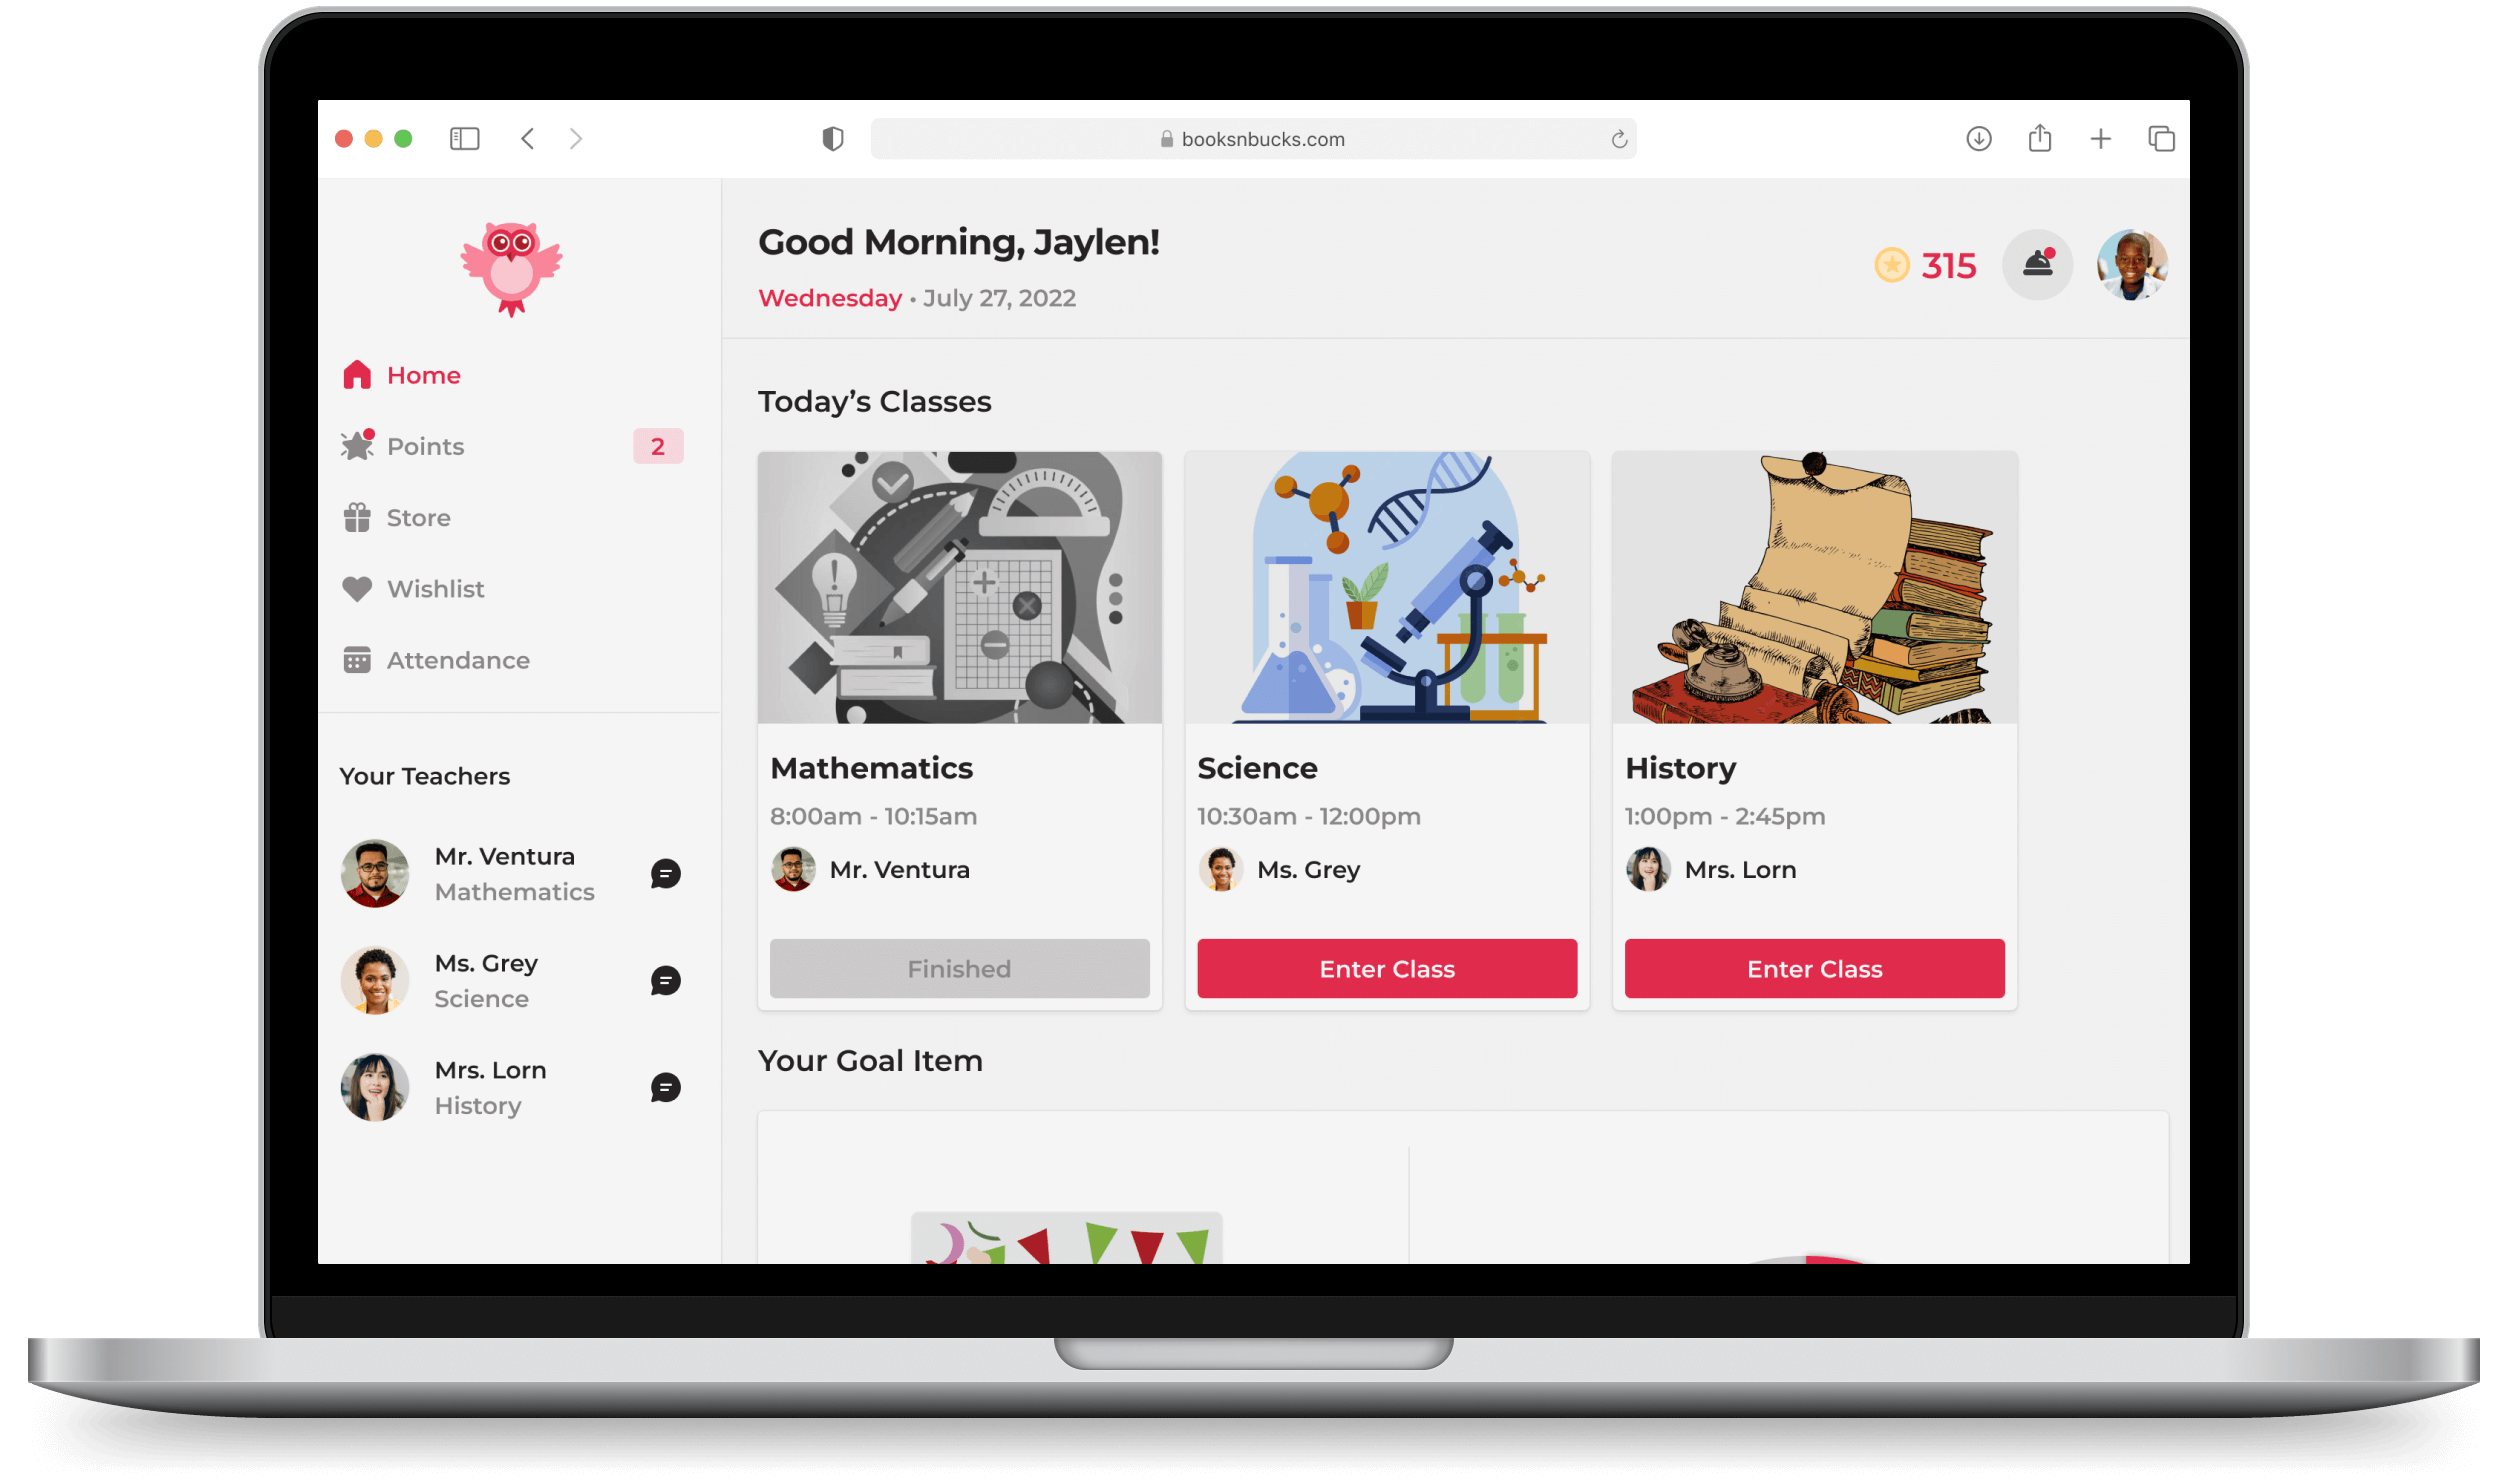 booksnbucks.com
Good Morning, Jaylen!
Wednesday • July 27, 2022
315
Home
Points
2
Store
Wishlist
Attendance
Your Teachers
Mr. Ventura
Mathematics
Ms. Grey
Science
Mrs. Lorn
History
Today’s Classes
Mathematics
8:00am - 10:15am
Mr. Ventura
Finished
Science
10:30am - 12:00pm
Ms. Grey
Enter Class
History
1:00pm - 2:45pm
Mrs. Lorn
Enter Class
Your Goal Item